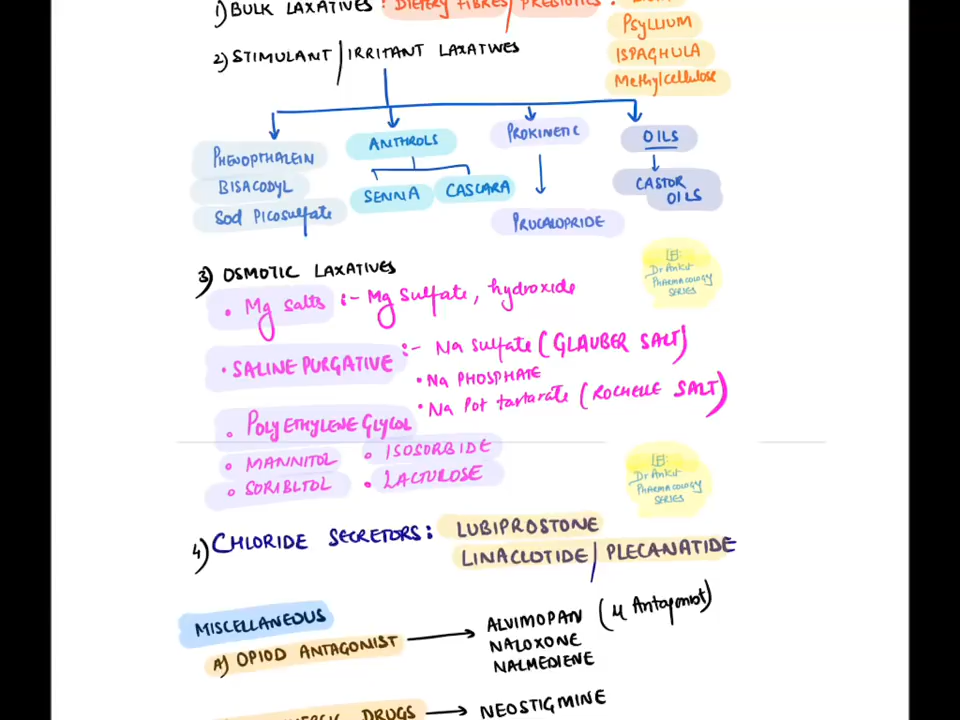 1) BULK LAXATIVES : DIETARY FIBRES / PREBIOTICS :
PSYLLIUM
ISPAGHULA
Methylcellulose
2) STIMULANT / IRRITANT LAXATIVES
PHENOPTHALEIN
BISACODYL
Sod PICOSulfate
ANTHROLS
SENNA CASCARA
PROKINETIC
PRUCALOPRIDE
OILS
CASTOR
OILS
3) OSMOTIC LAXATIVES
• Mg salts :- Mg sulfate, hydroxide
• SALINE PURGATIVE :- Na sulfate (GLAUBER SALT)
• Na PHOSPHATE
• Na Pot tartarate (ROCHELLE SALT)
• POLYETHYLENE GLYCOL
• MANNITOL • ISOSORBIDE
• SORIBLTOL • LACTULOSE
Dr Ankit
PHARMACOLOGY
SERIES
Dr Ankit
PHARMACOLOGY
SERIES
4) CHLORIDE SECRETORS : LUBIPROSTONE
LINACLOTIDE / PLECANATIDE
MISCELLANEOUS
A) OPIOD ANTAGONIST → ALVIMOPAN (μ Antagonist)
NALOXONE
NALMEDIENE
DRUGS → NEOSTIGMINE